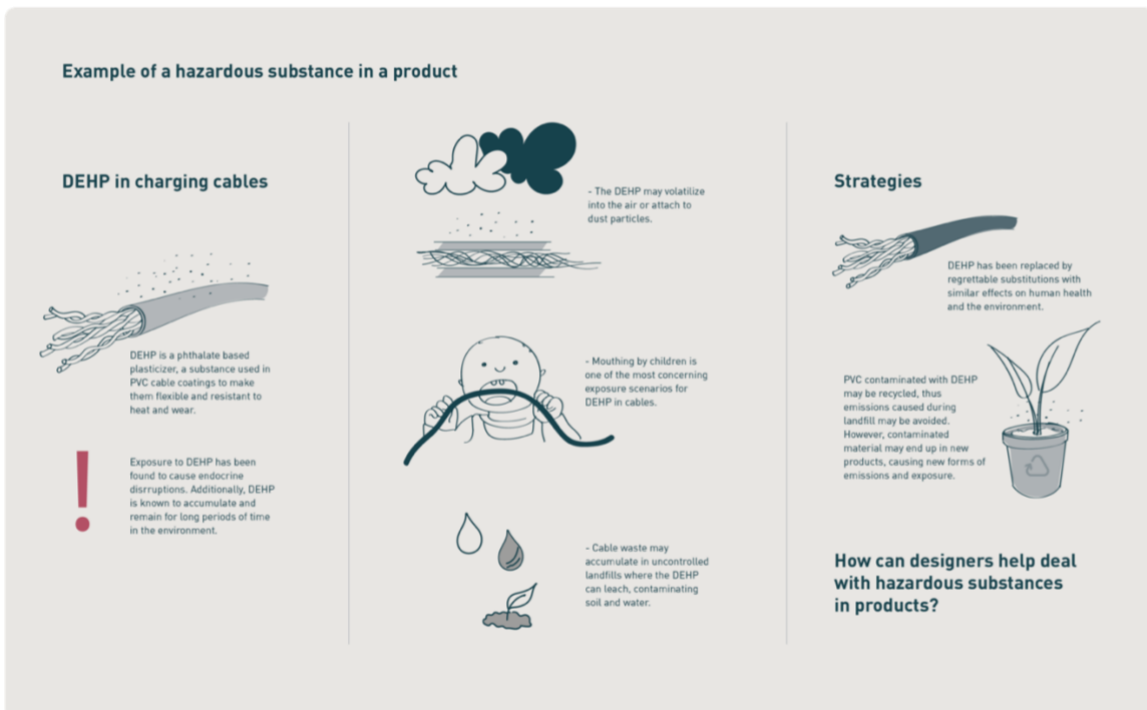 Example of a hazardous substance in a product
DEHP in charging cables
DEHP is a phthalate based
plasticizer, a substance used in
PVC cable coatings to make
them flexible and resistant to
heat and wear.
Exposure to DEHP has been
found to cause endocrine
disrruptions. Additionally, DEHP
is known to accumulate and
remain for long periods of time
in the environment.
- The DEHP may volatilize
into the air or attach to
dust particles.
- Mouthing by children is
one of the most concerning
exposure scenarios for
DEHP in cables.
- Cable waste may
accumulate in uncontrolled
landfills where the DEHP
can leach, contaminating
soil and water.
Strategies
DEHP has been replaced by
regrettable substitutions with
similar effects on human health
and the environment.
PVC contaminated with DEHP
may be recycled, thus
emissions caused during
landfill may be avoided.
However, contaminated
material may end up in new
products, causing new forms of
emissions and exposure.
How can designers help deal
with hazardous substances
in products?